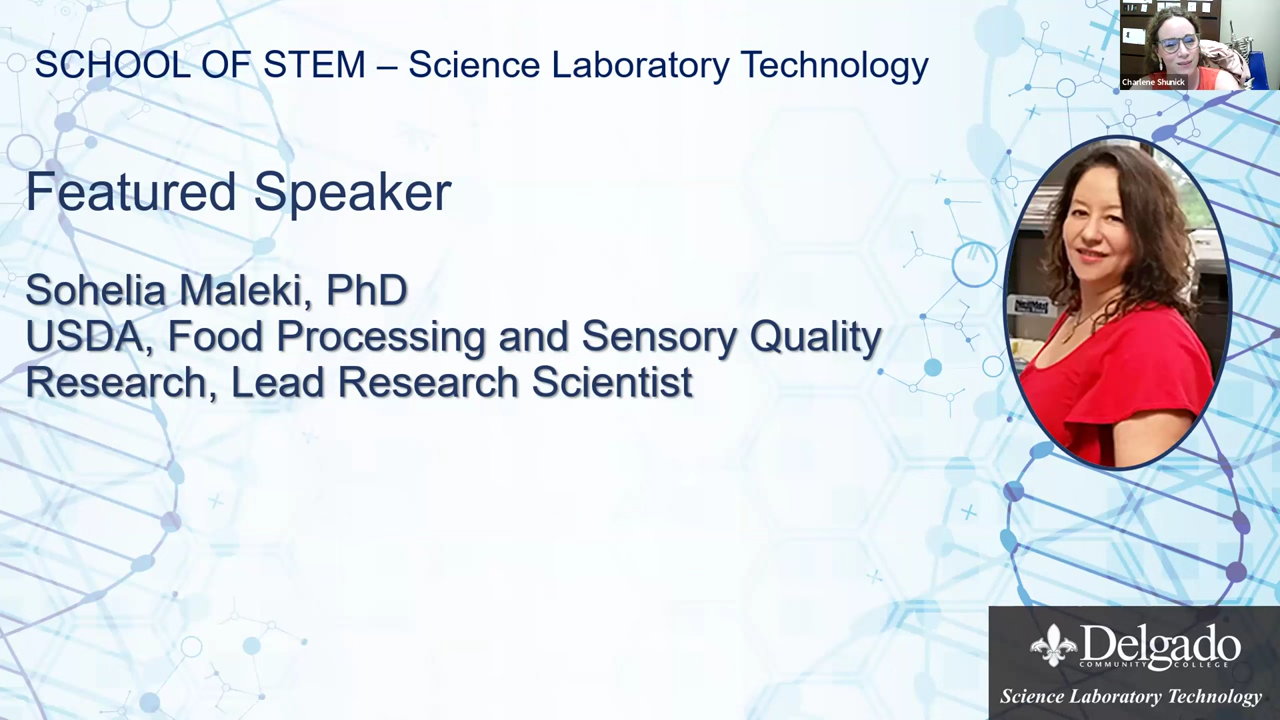 SCHOOL OF STEM – Science Laboratory Technology
Charlene Shunick
Featured Speaker
Sohelia Maleki, PhD
USDA, Food Processing and Sensory Quality
Research, Lead Research Scientist
Delgado
COMMUNITY COLLEGE
Science Laboratory Technology